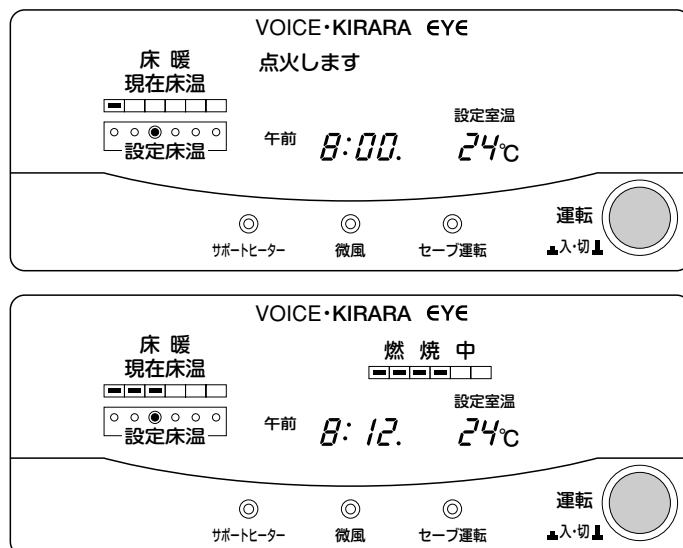 VOICE・KIRARA EYE
床 暖
現在床温
点火します
設定床温
午前 8:00.
設定室温
24℃
サポートヒーター
微風
セーブ運転
運転
入・切
VOICE・KIRARA EYE
床 暖
現在床温
燃 焼 中
設定床温
午前 8:12.
設定室温
24℃
サポートヒーター
微風
セーブ運転
運転
入・切